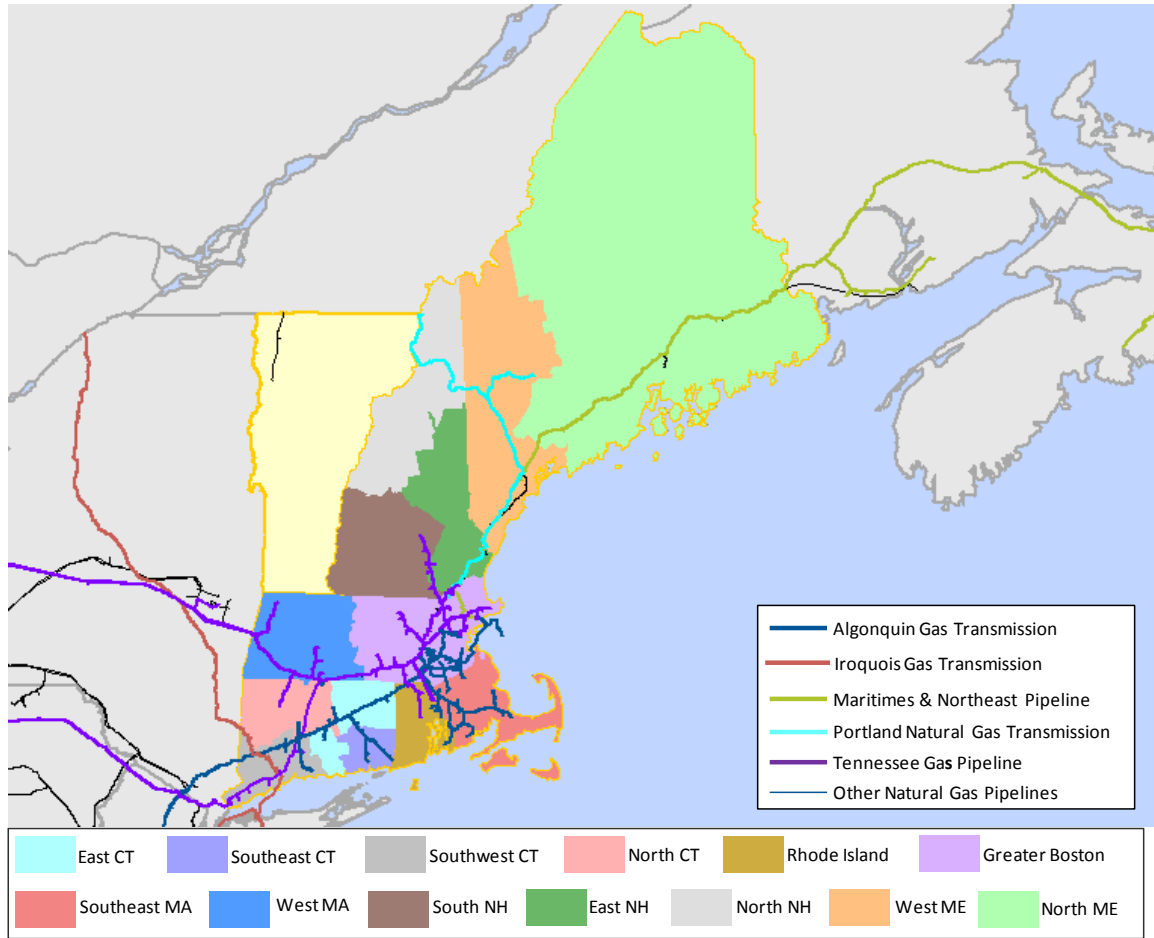 Algonquin Gas Transmission
Iroquois Gas Transmission
Maritimes & Northeast Pipeline
Portland Natural Gas Transmission
Tennessee Gas Pipeline
Other Natural Gas Pipelines
East CT Southeast CT Southwest CT North CT Rhode Island Greater Boston
Southeast MA West MA South NH East NH North NH West ME North ME